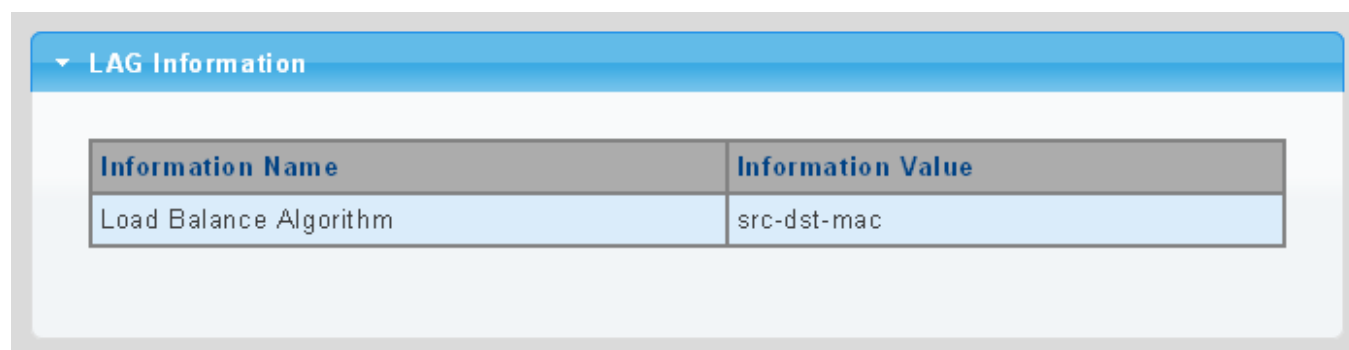 LAG Information
Information Name Information Value
Load Balance Algorithm src-dst-mac